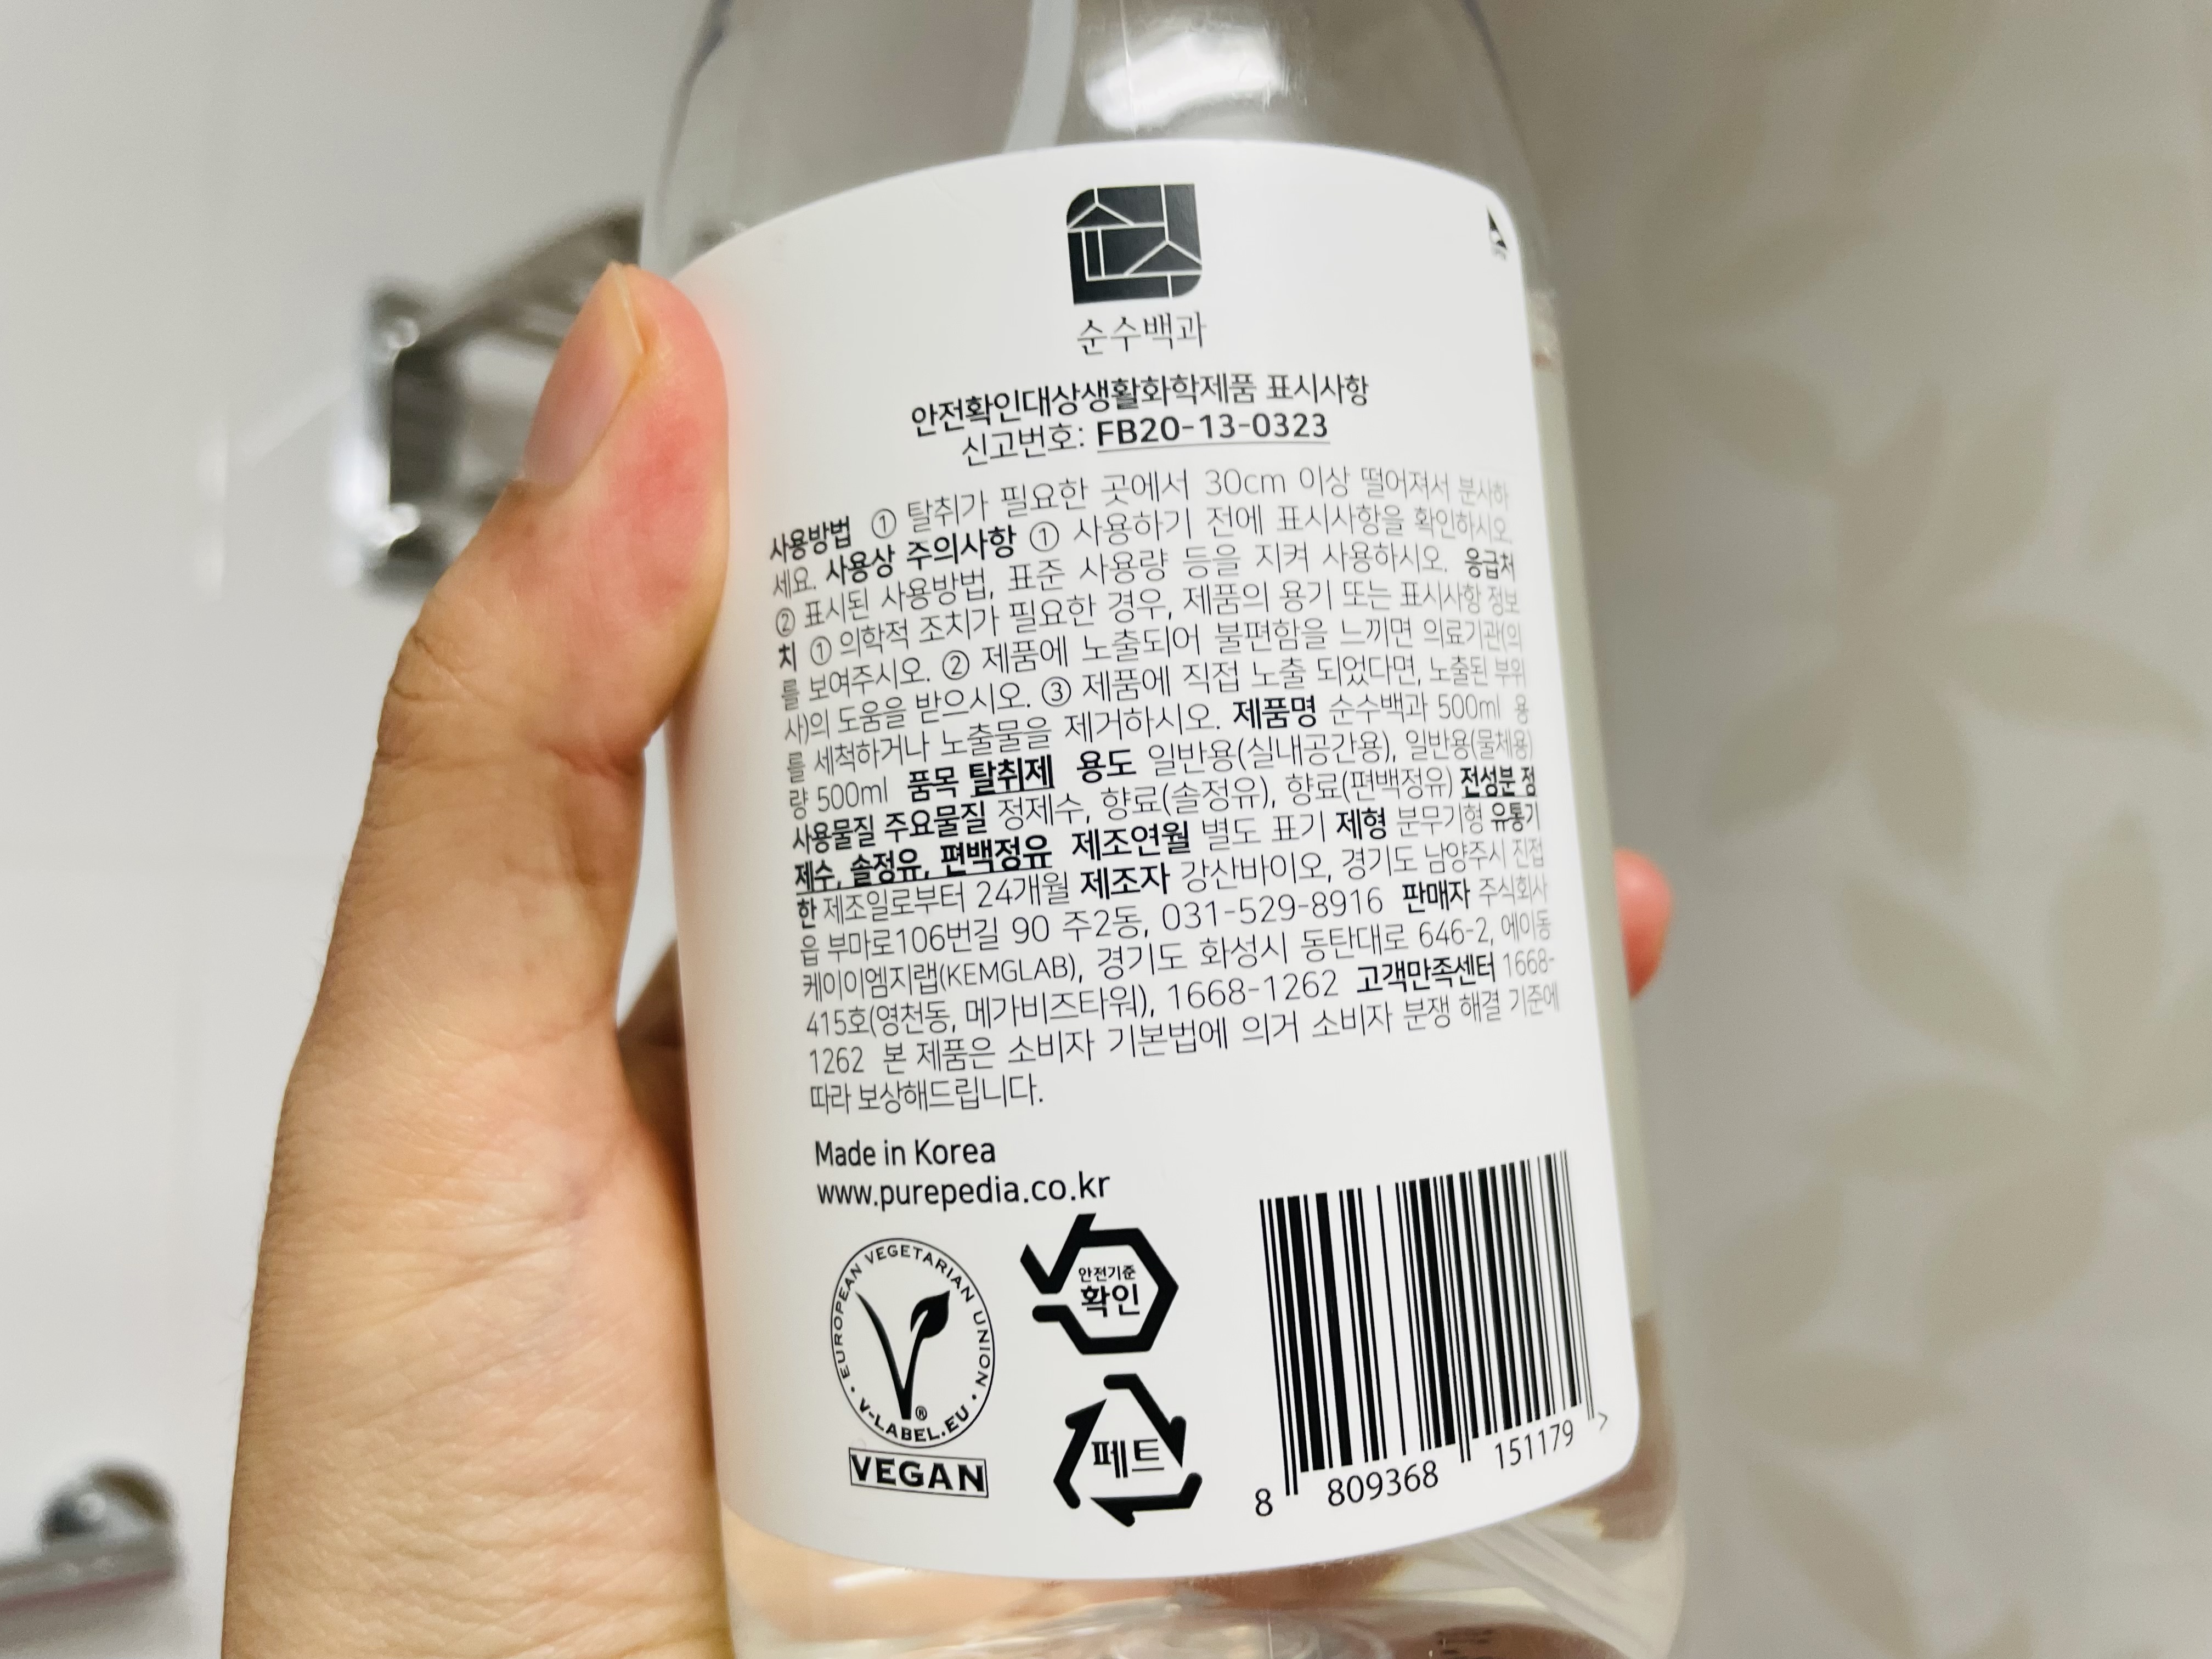 순수백과
안전확인대상생활화학제품 표시사항
신고번호: FB20-13-0323
사용방법 ① 탈취가 필요한 곳에서 30cm 이상 떨어져서 분사하
세요. 사용상 주의사항 ① 사용하기 전에 표시사항을 확인하시오.
② 표시된 사용방법, 표준 사용량 등을 지켜 사용하시오. 응급처
치 ① 의학적 조치가 필요한 경우, 제품의 용기 또는 표시사항 정보
를 보여주시오. ② 제품에 노출되어 불편함을 느끼면 의료기관(의
사)의 도움을 받으시오. ③ 제품에 직접 노출 되었다면, 노출된 부위
를 세척하거나 노출물을 제거하시오. 제품명 순수백과 500ml 용
량 500ml 품목 탈취제 용도 일반용(실내공간용), 일반용(물체용)
사용물질 주요물질 정제수, 향료(솔정유), 향료(편백정유) 전성분 정
제수, 솔정유, 편백정유 제조연월 별도 표기 제형 분무기형 유통기
한 제조일로부터 24개월 제조자 강산바이오, 경기도 남양주시 진접
읍 부마로106번길 90 주2동, 031-529-8916 판매자 주식회사
케이이엠지랩(KEMGLAB), 경기도 화성시 동탄대로 646-2, 에이동
415호(영천동, 메가비즈타워), 1668-1262 고객만족센터 1668-
1262 본 제품은 소비자 기본법에 의거 소비자 분쟁 해결 기준에
따라 보상해드립니다.
Made in Korea
www.purepedia.co.kr
EUROPEAN VEGETARIAN UNION
V-LABEL.EU
®
VEGAN
안전기준
확인
페트
8 809368 151179 >